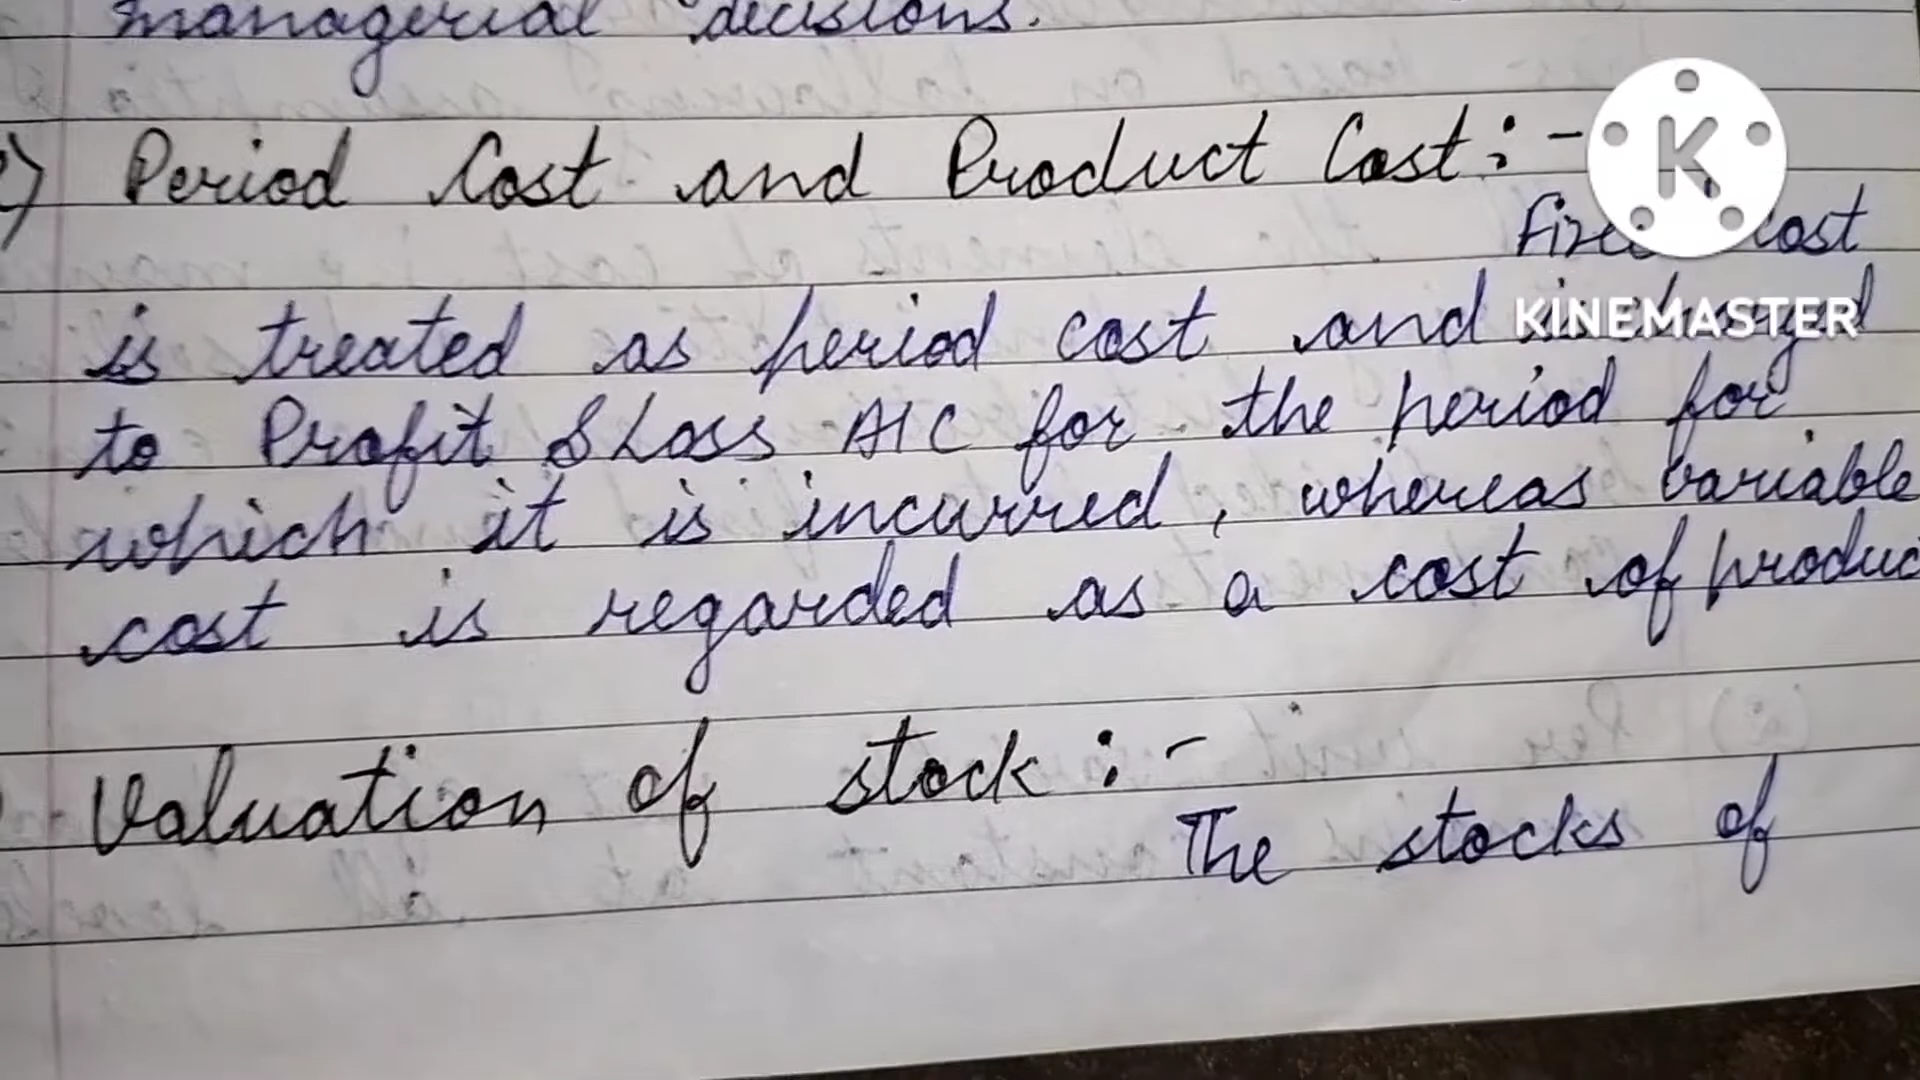 managerial decisions.
) Period Cost and Product Cost : -
Fixed Cost
is treated as period cost and is charged
to Profit & Loss A/C for the period for
which it is incurred, whereas variable
cost is regarded as a cost of produc
Valuation of stock : -
The stocks of
K
KINEMASTER